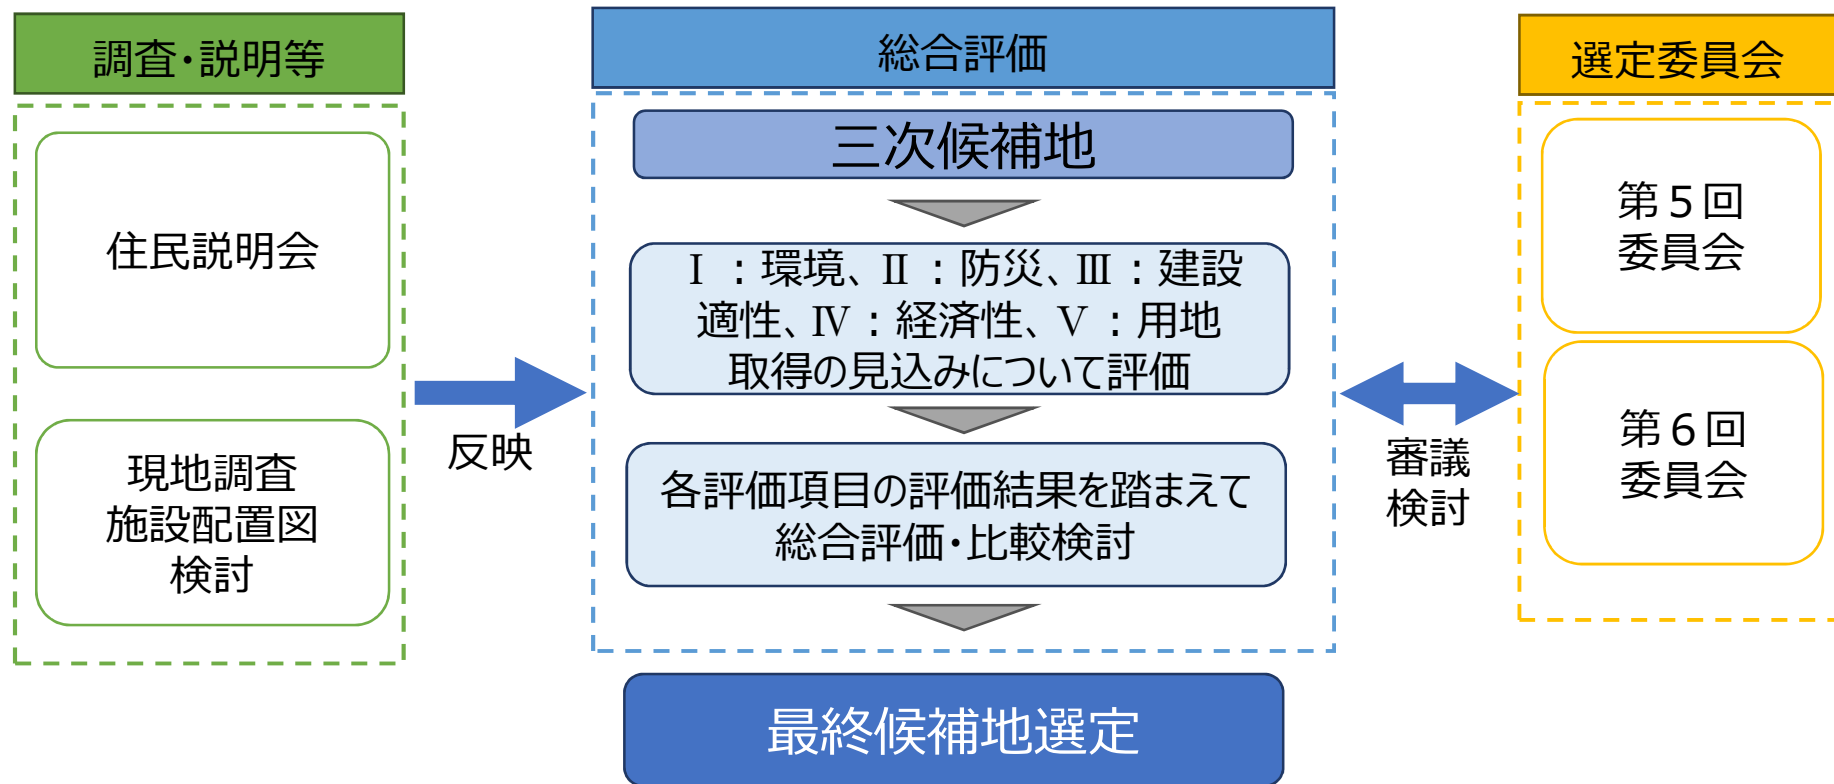 調査・説明等
住民説明会
現地調査
施設配置図
検討
反映
総合評価
三次候補地
Ⅰ：環境、Ⅱ：防災、Ⅲ：建設
適性、Ⅳ：経済性、Ⅴ：用地
取得の見込みについて評価
各評価項目の評価結果を踏まえて
総合評価・比較検討
最終候補地選定
審議
検討
選定委員会
第５回
委員会
第６回
委員会